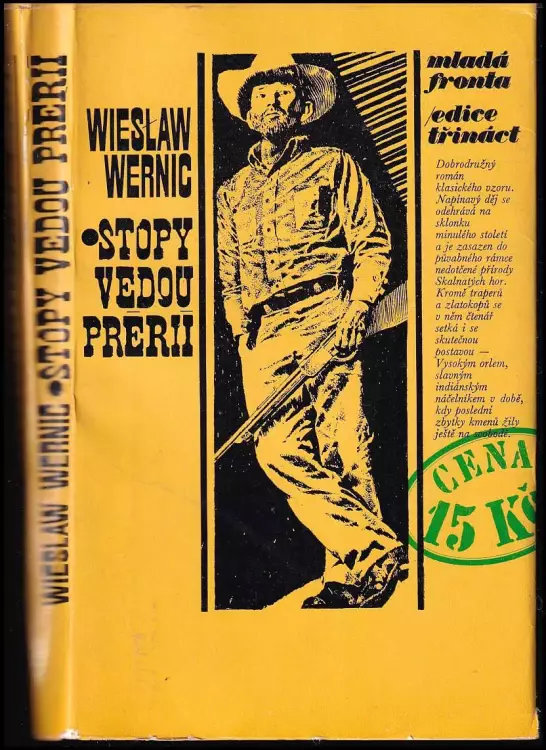 WIESŁAW WERNIC • STOPY VEDOU PRÉRIÍ
WIESŁAW
WERNIC
•STOPY
VEDOU
PRÉRIÍ
mladá
fronta
/edice
třináct
Dobrodružný
román
klasického vzoru.
Napínavý děj se
odehrává na
sklonku
minulého století
a je zasazen do
půvabného rámce
nedotčené přírody
Skalnatých hor.
Kromě traperů
a zlatokopů se
v něm čtenář
setká i se
skutečnou
postavou —
Vysokým orlem,
slavným
indiánským
náčelníkem v době,
kdy poslední
zbytky kmenů žily
ještě na svobodě.
CENA
15 Kč